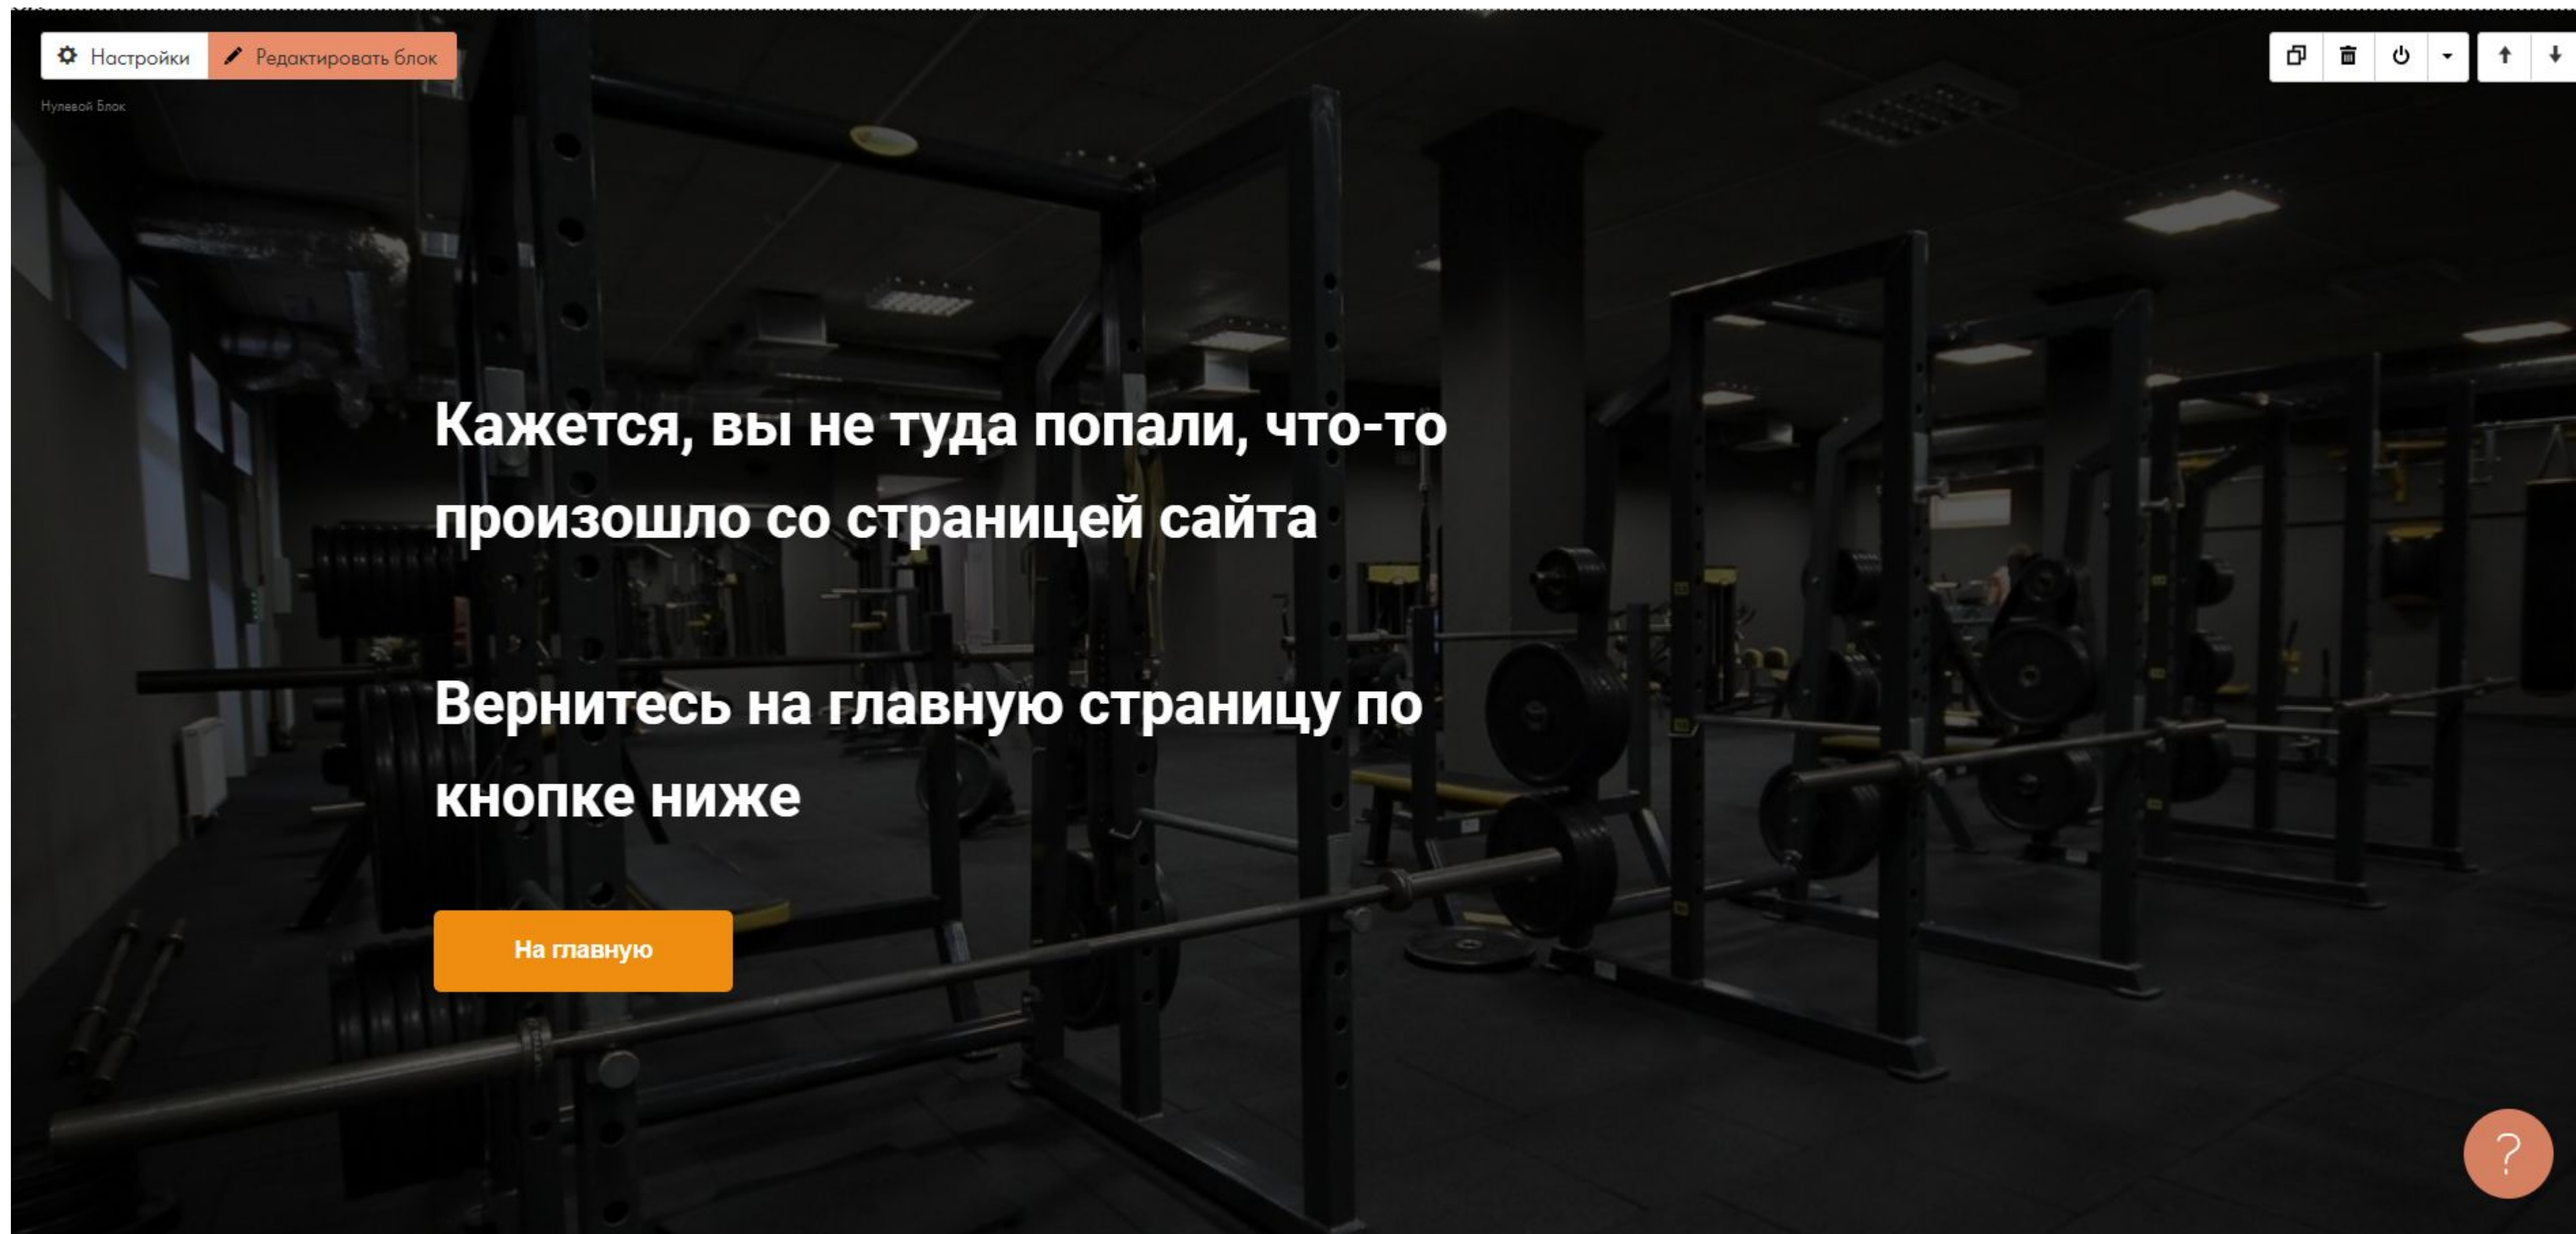 Настройки
Редактировать блок
Нулевой Блок
Кажется, вы не туда попали, что-то
произошло со страницей сайта
Вернитесь на главную страницу по
кнопке ниже
На главную
?